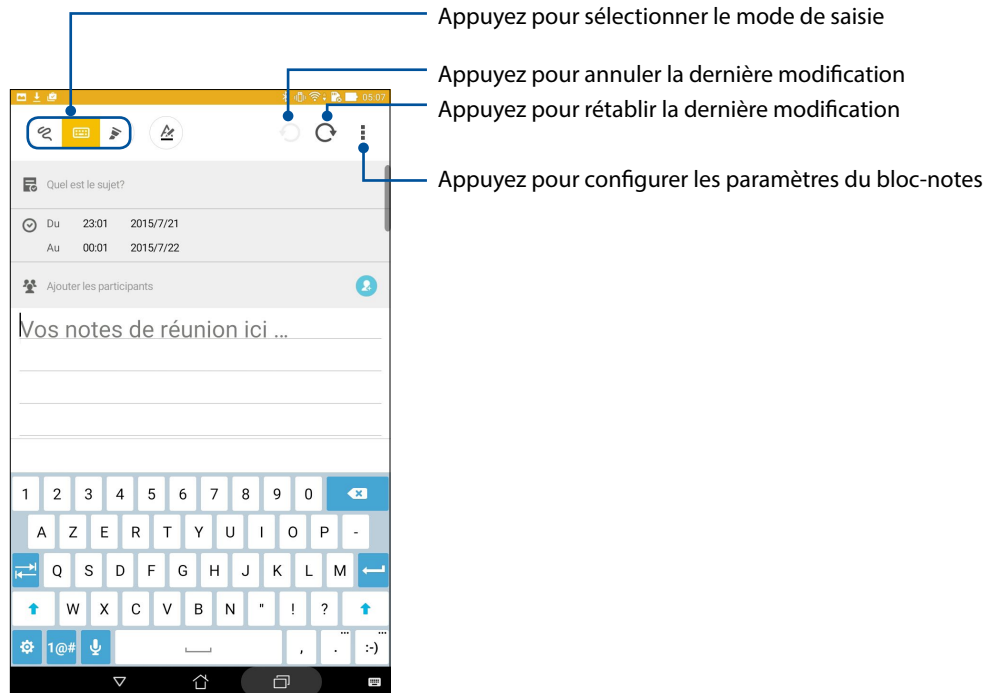 Appuyez pour sélectionner le mode de saisie
Appuyez pour annuler la dernière modification
Appuyez pour rétablir la dernière modification
Appuyez pour configurer les paramètres du bloc-notes
05:07
Quel est le sujet?
Du 23:01 2015/7/21
Au 00:01 2015/7/22
Ajouter les participants
Vos notes de réunion ici ...
1 2 3 4 5 6 7 8 9 0
A Z E R T Y U I O P -
Q S D F G H J K L M
W X C V B N " ! ?
1@# , . ... :-) ...